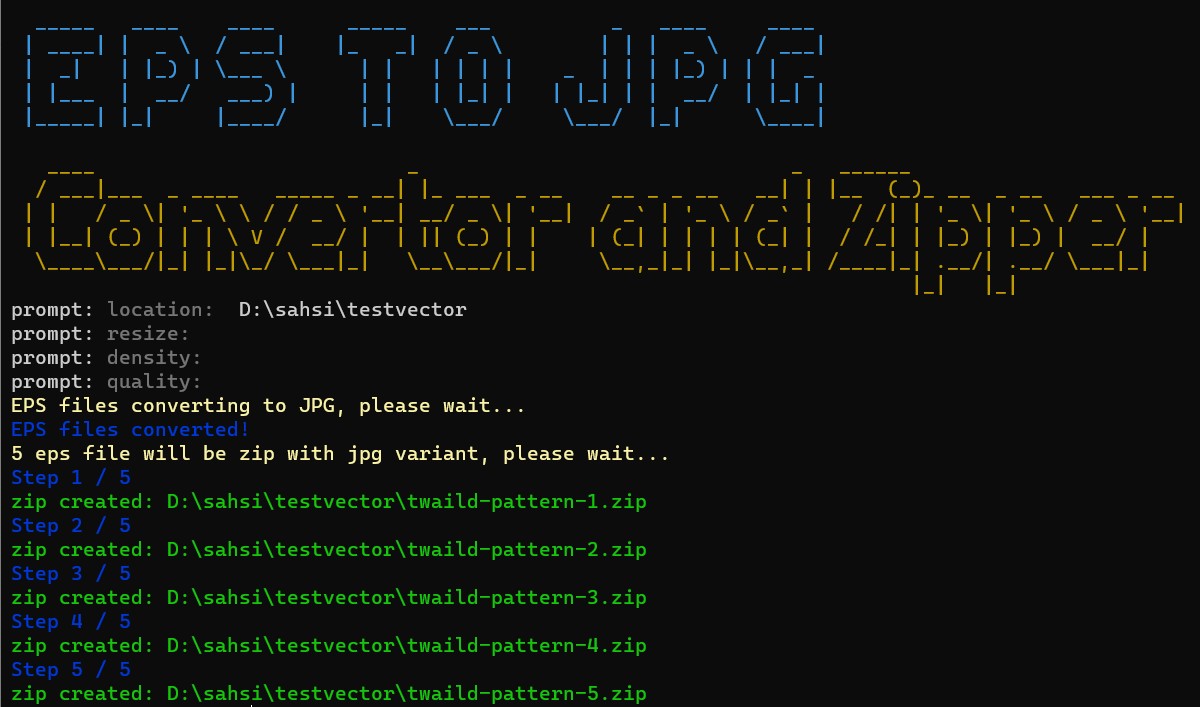 EPS TO JPG
Convertor and Zipper
prompt: location:  D:\sahsi\testvector
prompt: resize:
prompt: density:
prompt: quality:
EPS files converting to JPG, please wait...
EPS files converted!
5 eps file will be zip with jpg variant, please wait...
Step 1 / 5
zip created: D:\sahsi\testvector\twaild-pattern-1.zip
Step 2 / 5
zip created: D:\sahsi\testvector\twaild-pattern-2.zip
Step 3 / 5
zip created: D:\sahsi\testvector\twaild-pattern-3.zip
Step 4 / 5
zip created: D:\sahsi\testvector\twaild-pattern-4.zip
Step 5 / 5
zip created: D:\sahsi\testvector\twaild-pattern-5.zip